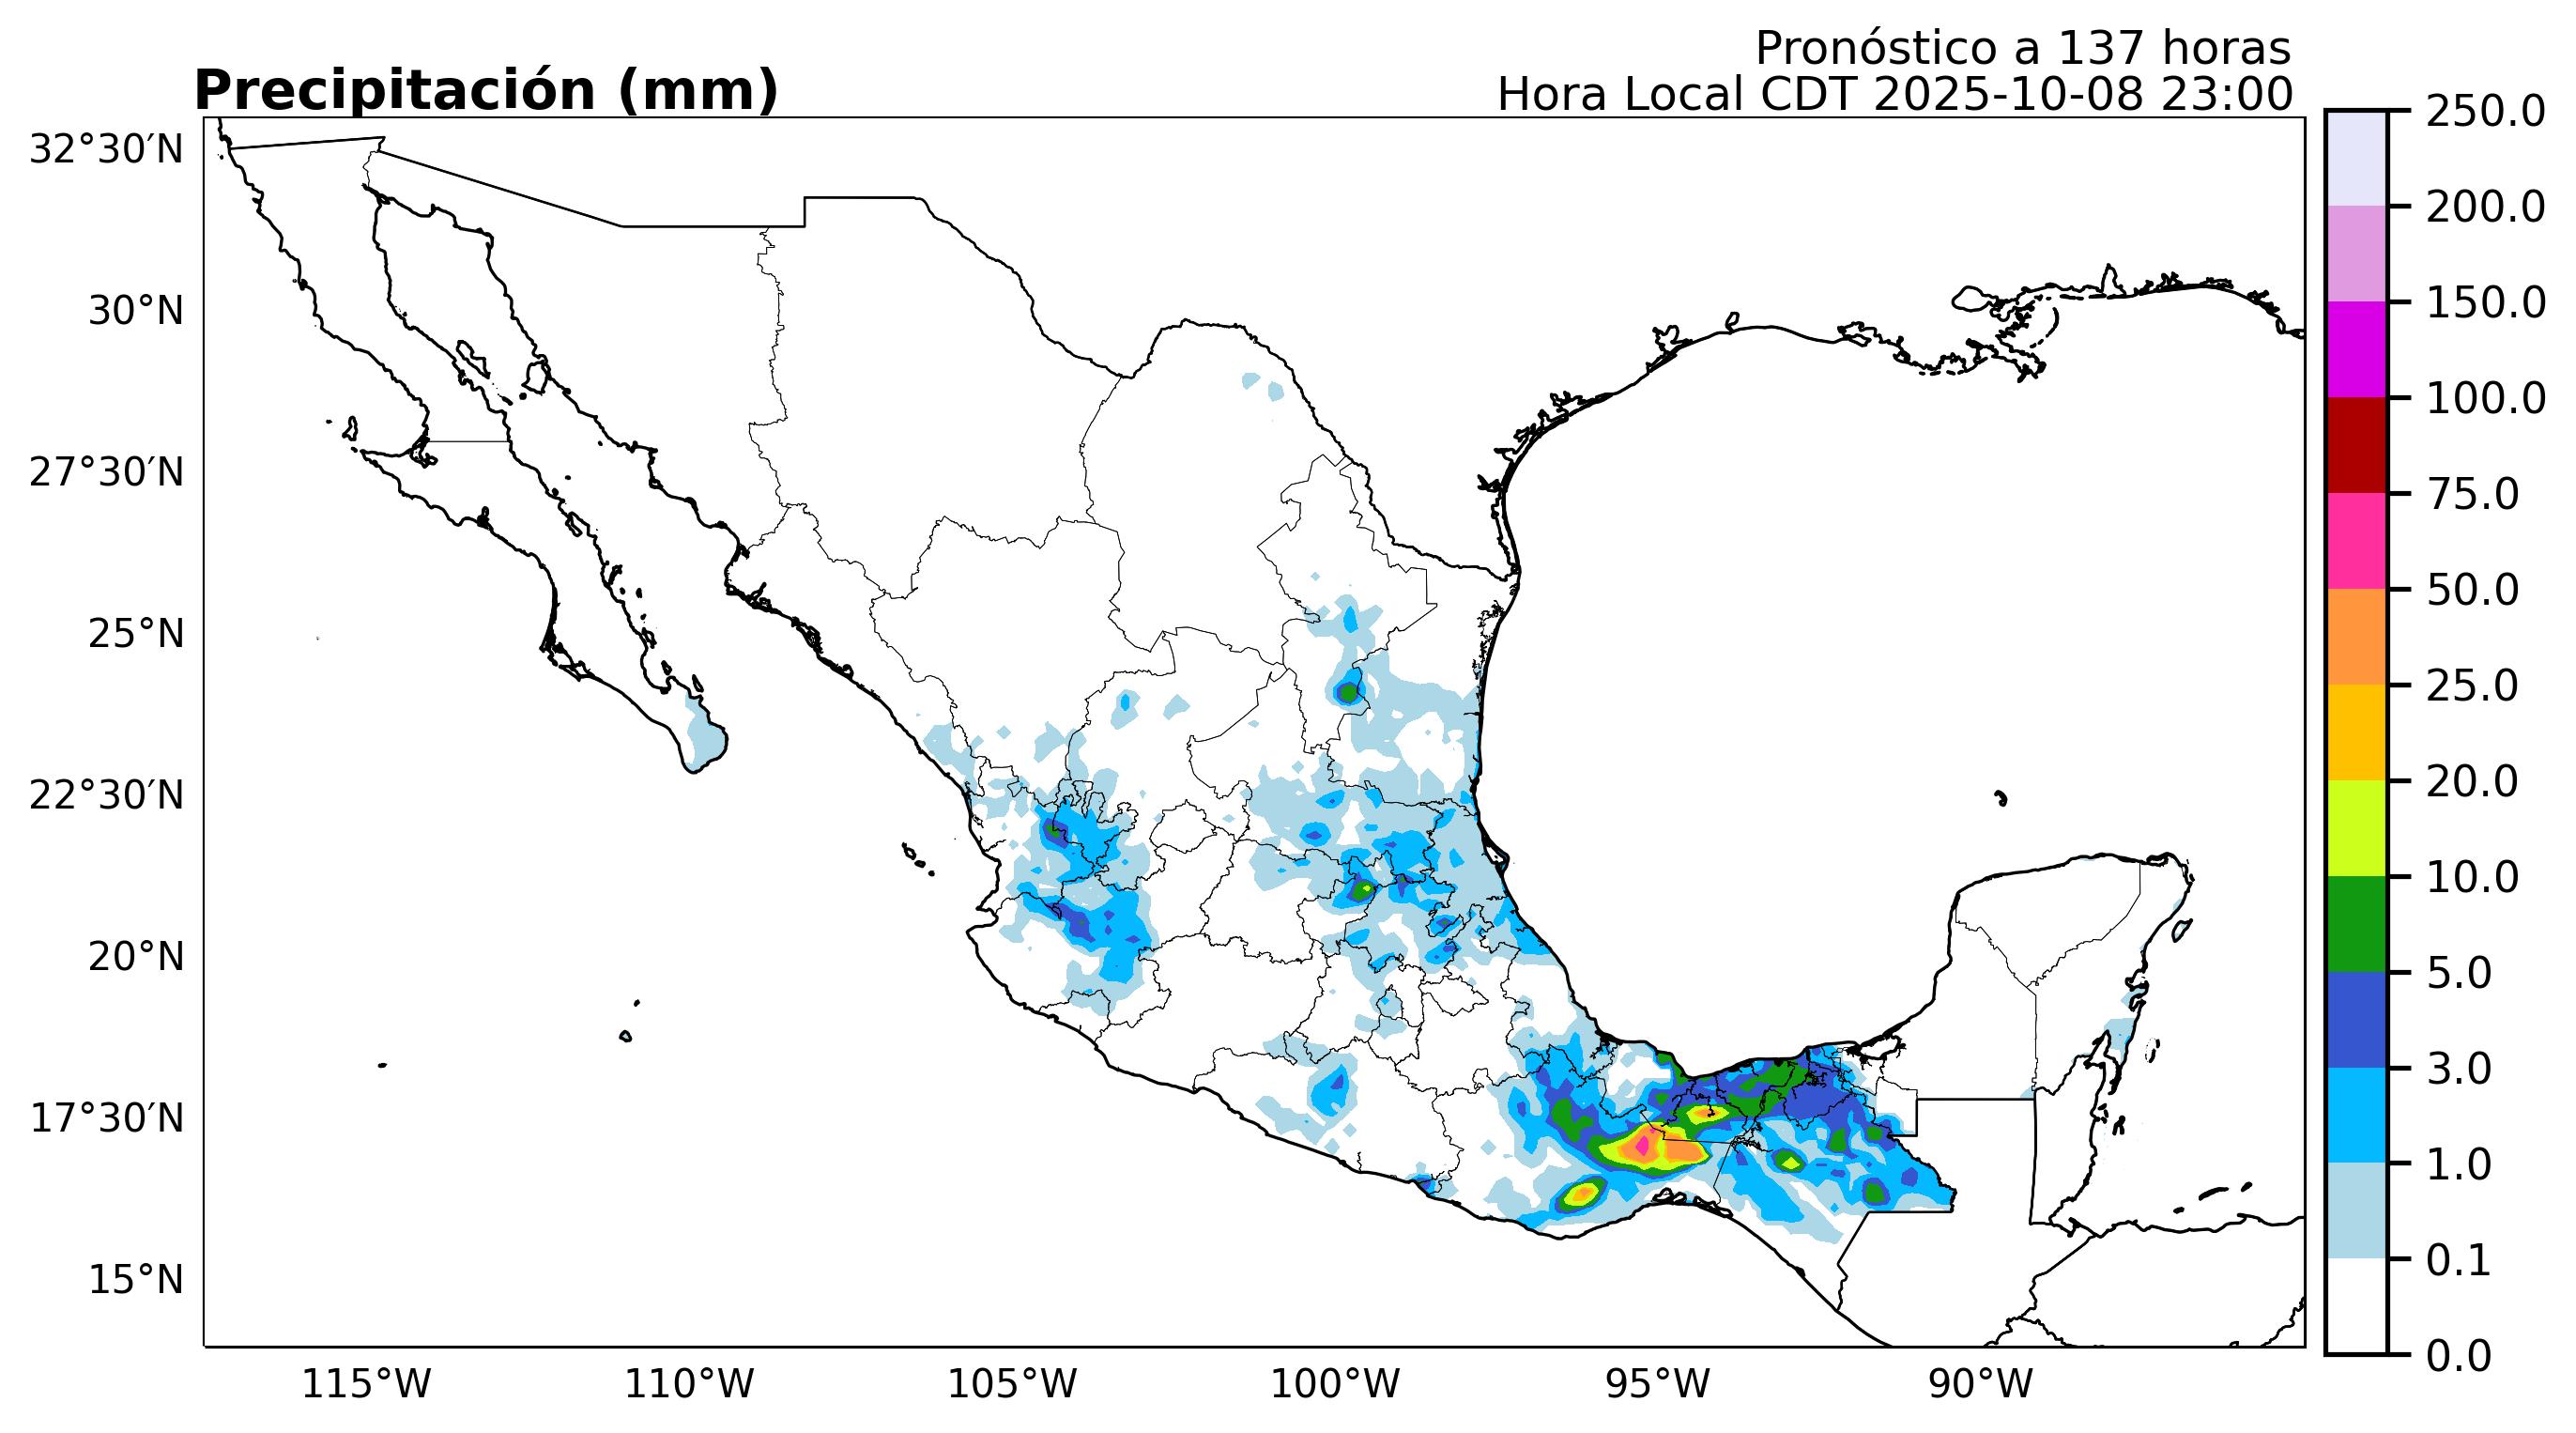 Pronóstico a 137 horas
Precipitación (mm)
Hora Local CDT 2025-10-08 23:00
32°30′N
30°N
27°30′N
25°N
22°30′N
20°N
17°30′N
15°N
115°W
110°W
105°W
100°W
95°W
90°W
250.0
200.0
150.0
100.0
75.0
50.0
25.0
20.0
10.0
5.0
3.0
1.0
0.1
0.0